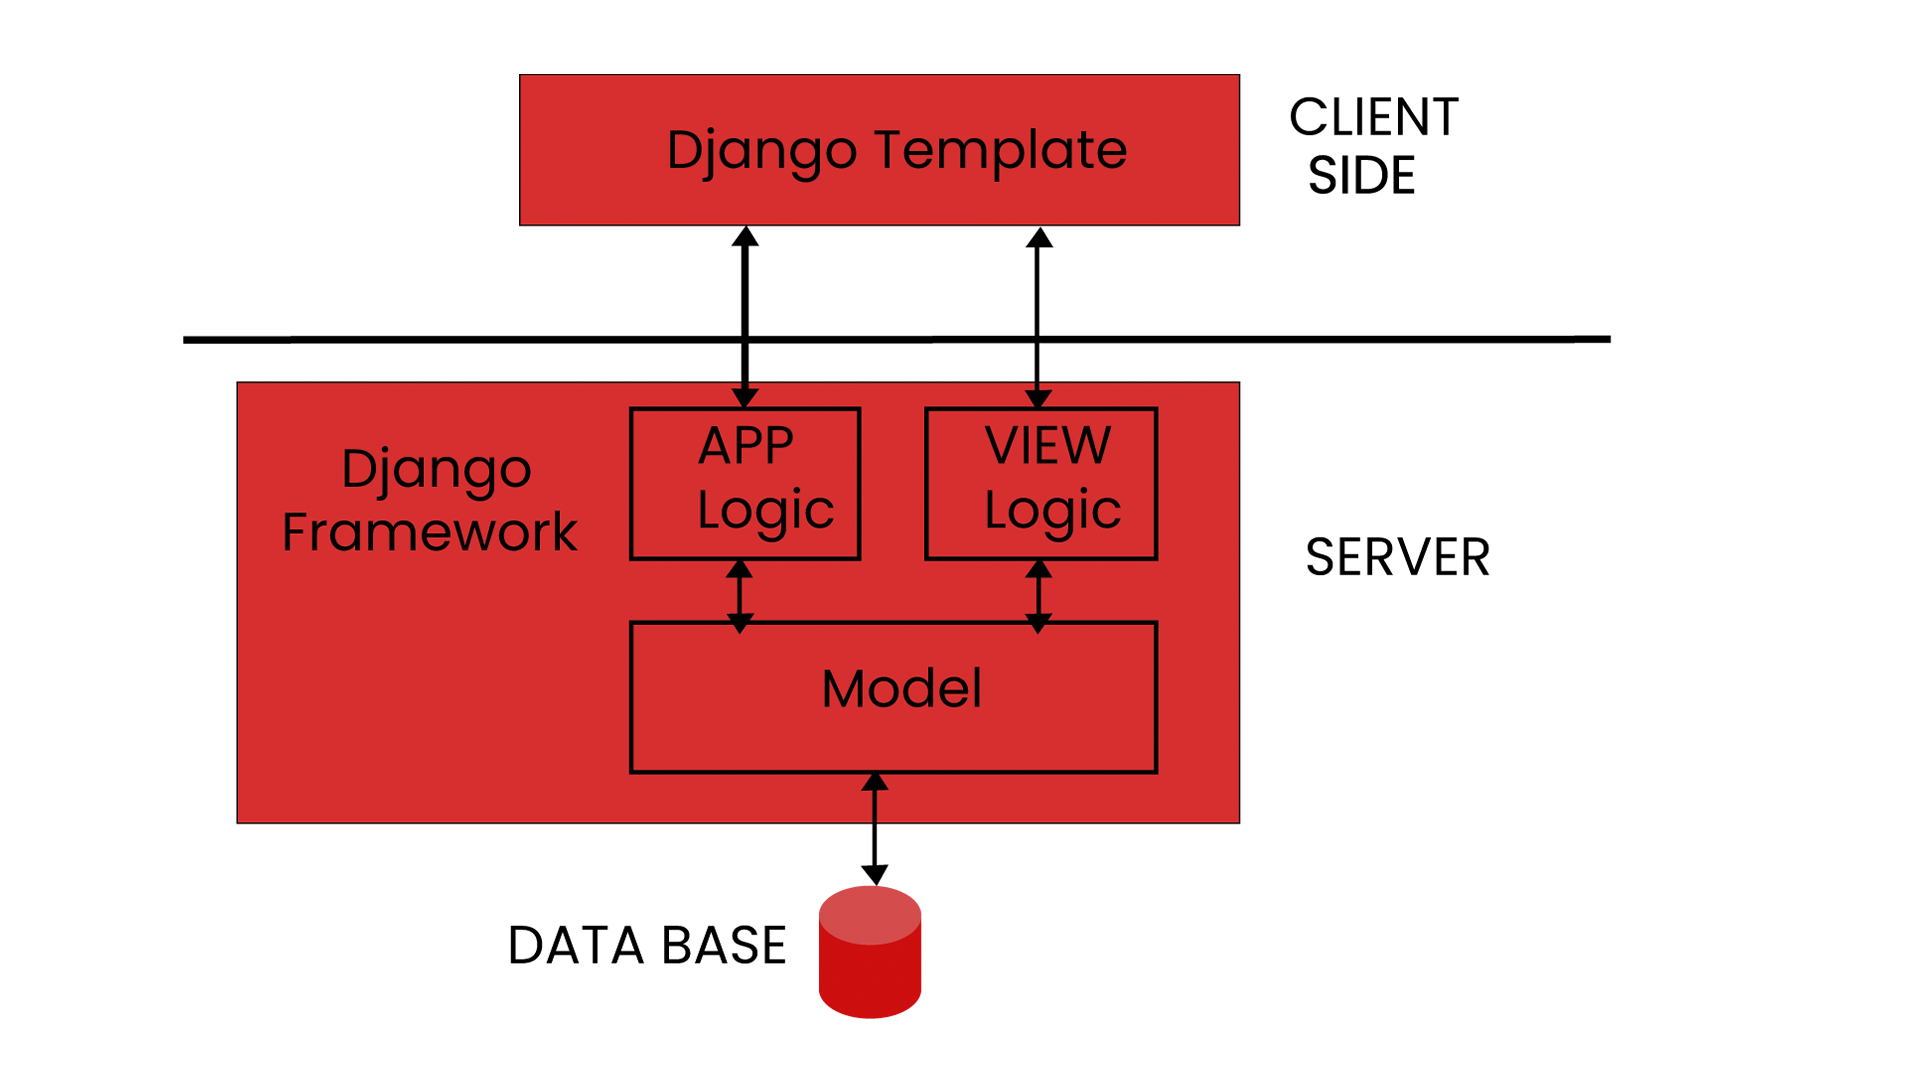 Django Template
CLIENT
SIDE
Django
Framework
APP
Logic
VIEW
Logic
SERVER
Model
DATA BASE